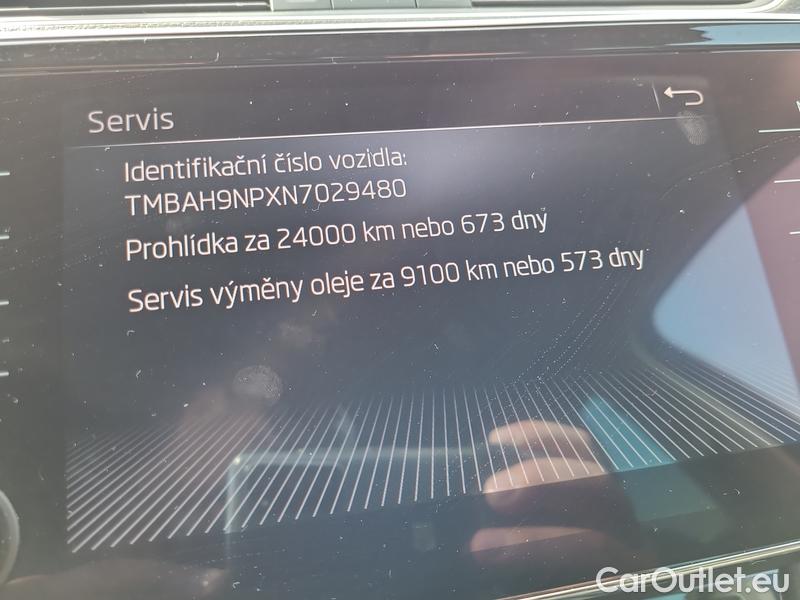 Servis
Identifikační číslo vozidla:
TMBAH9NPXN7029480
Prohlídka za 24000 km nebo 673 dny
Servis výměny oleje za 9100 km nebo 573 dny
CarOutlet.eu